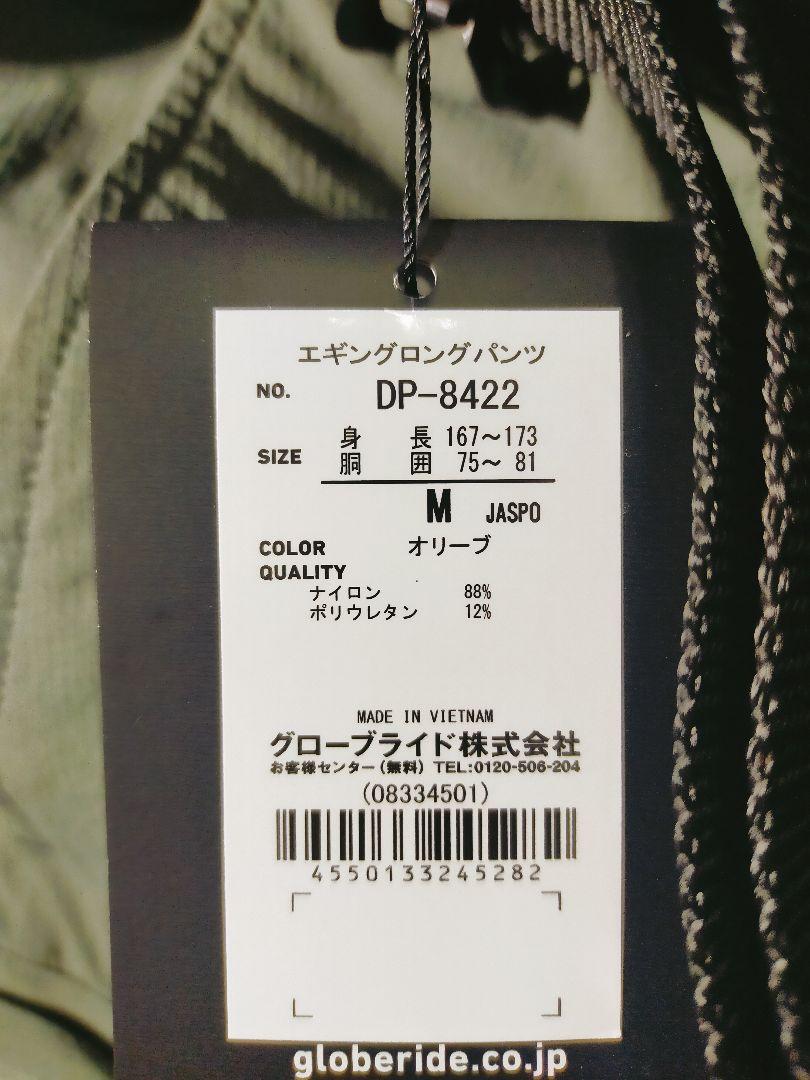 エギングロングパンツ
NO. DP-8422
身 長 167〜173
SIZE 胴 囲 75〜 81
M JASPO
COLOR オリーブ
QUALITY
ナイロン 88%
ポリウレタン 12%
MADE IN VIETNAM
グローブライド株式会社
お客様センター(無料) TEL:0120-506-204
(08334501)
4550133245282
globeride.co.jp